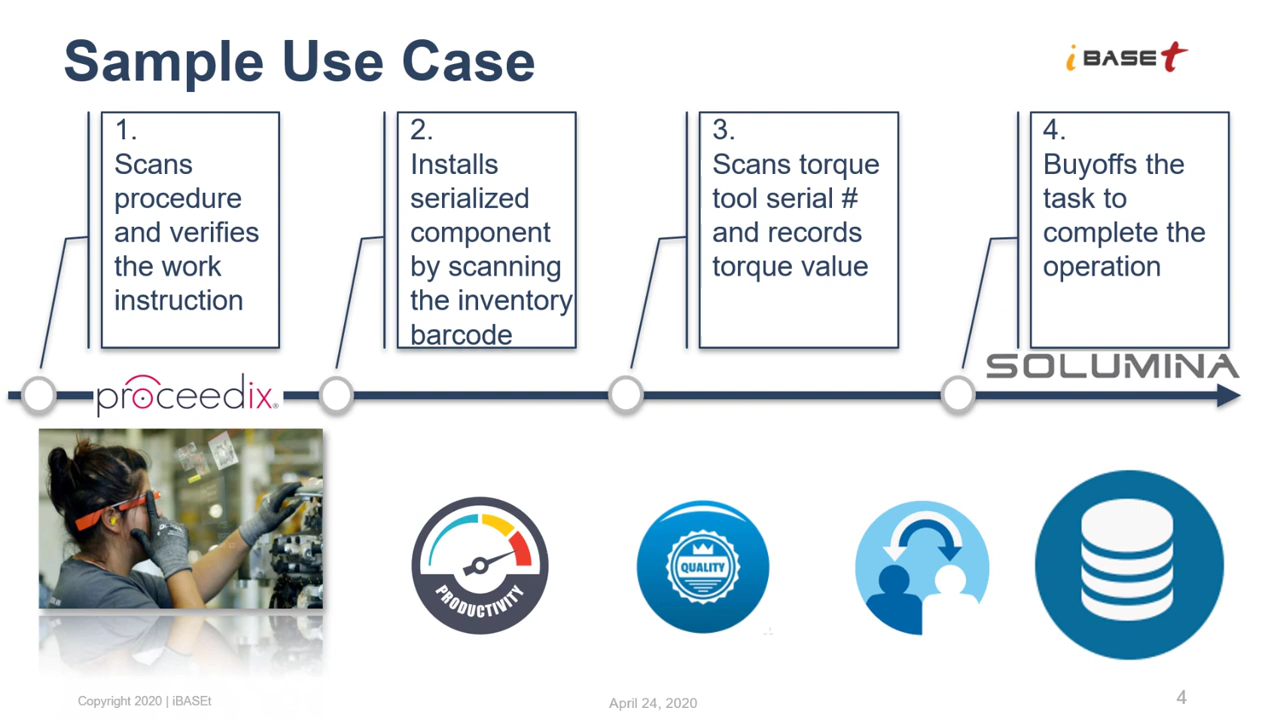 Sample Use Case
iBASEt
1.
Scans
procedure
and verifies
the work
instruction
2.
Installs
serialized
component
by scanning
the inventory
barcode
3.
Scans torque
tool serial #
and records
torque value
4.
Buyoffs the
task to
complete the
operation
proceedix®
SOLUMINA
PRODUCTIVITY
QUALITY
Copyright 2020 | iBASEt
April 24, 2020
4